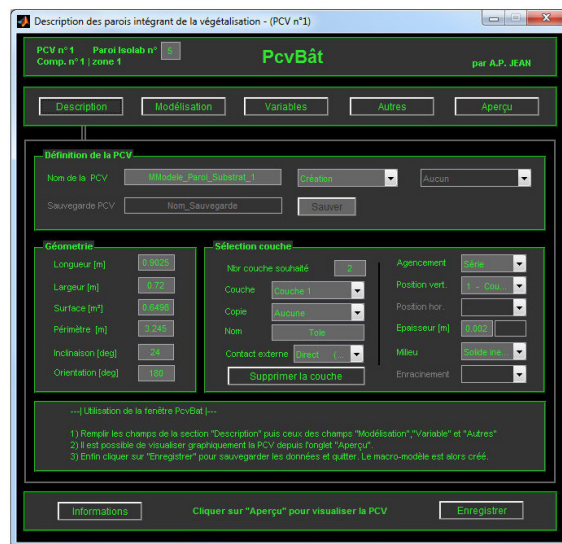 Description des parois intégrant de la végétalisation - (PCV n°1)
PCV n°1 Paroi Isolab n° 5
Comp. n°1 | zone 1
PcvBât
par A.P. JEAN
Description Modélisation Variables Autres Aperçu
Définition de la PCV
Nom de la PCV MModele_Paroi_Substrat_1 Création Aucun
Sauvegarde PCV Nom_Sauvegarde Sauver
Géometrie
Longueur [m] 0.9025
Largeur [m] 0.72
Surface [m²] 0.6498
Périmètre [m] 3.245
Inclinaison [deg] 24
Orientation [deg] 180
Sélection couche
Nbr couche souhaité 2
Couche Couche 1
Copie Aucune
Nom Tole
Contact externe Direct (...
Supprimer la couche
Agencement Série
Position vert. 1 - Cou...
Position hor.
Epaisseur [m] 0.002
Milieu Solide ine...
Enracinement
---| Utilisation de la fenêtre PcvBat |---
1) Remplir les champs de la section "Description" puis ceux des champs "Modélisation","Variable" et "Autres"
2) Il est possible de visualiser graphiquement la PCV depuis l'onglet "Aperçu".
3) Enfin cliquer sur "Enregistrer" pour sauvegarder les données et quitter. Le macro-modèle est alors créé.
Informations Cliquer sur "Aperçu" pour visualiser la PCV Enregistrer